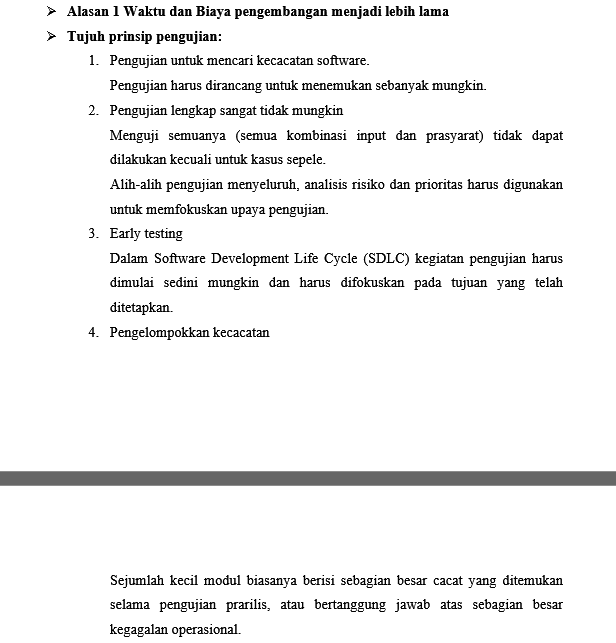 ➢ Alasan 1 Waktu dan Biaya pengembangan menjadi lebih lama
➢ Tujuh prinsip pengujian:
1. Pengujian untuk mencari kecacatan software.
Pengujian harus dirancang untuk menemukan sebanyak mungkin.
2. Pengujian lengkap sangat tidak mungkin
Menguji semuanya (semua kombinasi input dan prasyarat) tidak dapat
dilakukan kecuali untuk kasus sepele.
Alih-alih pengujian menyeluruh, analisis risiko dan prioritas harus digunakan
untuk memfokuskan upaya pengujian.
3. Early testing
Dalam Software Development Life Cycle (SDLC) kegiatan pengujian harus
dimulai sedini mungkin dan harus difokuskan pada tujuan yang telah
ditetapkan.
4. Pengelompokkan kecacatan
Sejumlah kecil modul biasanya berisi sebagian besar cacat yang ditemukan
selama pengujian prarilis, atau bertanggung jawab atas sebagian besar
kegagalan operasional.